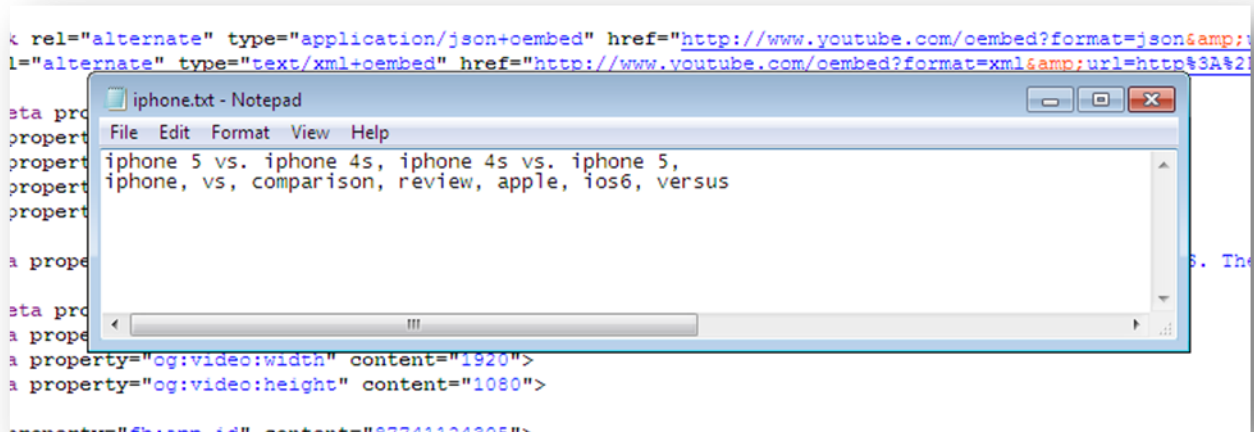 rel="alternate" type="application/json+oembed" href="http://www.youtube.com/oembed?format=json&amp;
l="alternate" type="text/xml+oembed" href="http://www.youtube.com/oembed?format=xml&amp;url=http%3A%2
iphone.txt - Notepad
File Edit Format View Help
iphone 5 vs. iphone 4s, iphone 4s vs. iphone 5,
iphone, vs, comparison, review, apple, ios6, versus
eta pro
propert
propert
propert
propert
a prope
S. The
eta pro
a prope
a property="og:video:width" content="1920">
a property="og:video:height" content="1080">